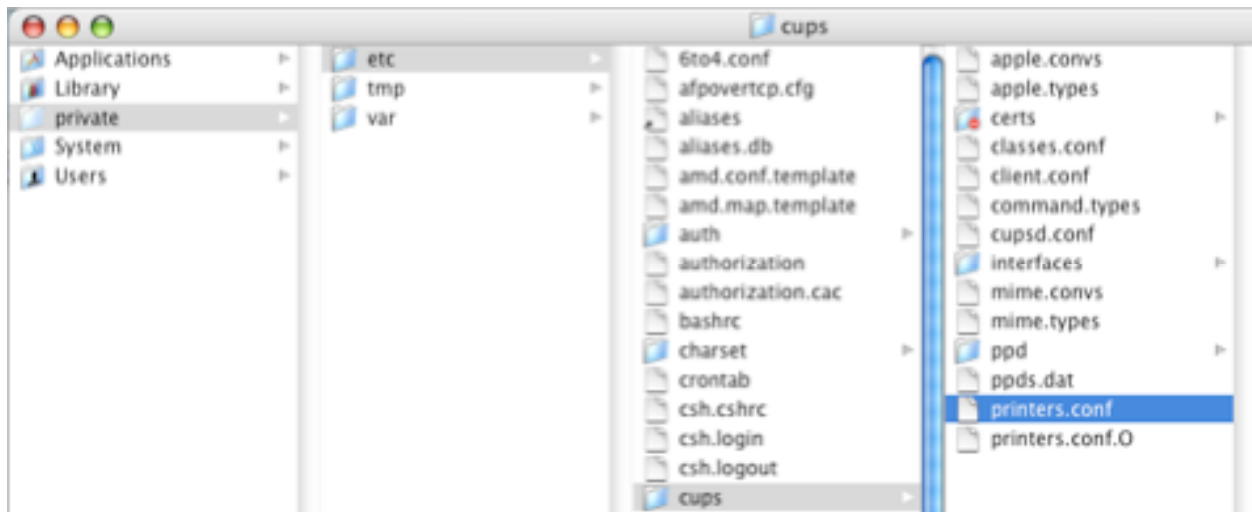 cups
Applications
Library
private
System
Users
etc
tmp
var
6to4.conf
afpovertcp.cfg
aliases
aliases.db
amd.conf.template
amd.map.template
auth
authorization
authorization.cac
bashrc
charset
crontab
csh.cshrc
csh.login
csh.logout
cups
apple.convs
apple.types
certs
classes.conf
client.conf
command.types
cupsd.conf
interfaces
mime.convs
mime.types
ppd
ppds.dat
printers.conf
printers.conf.O